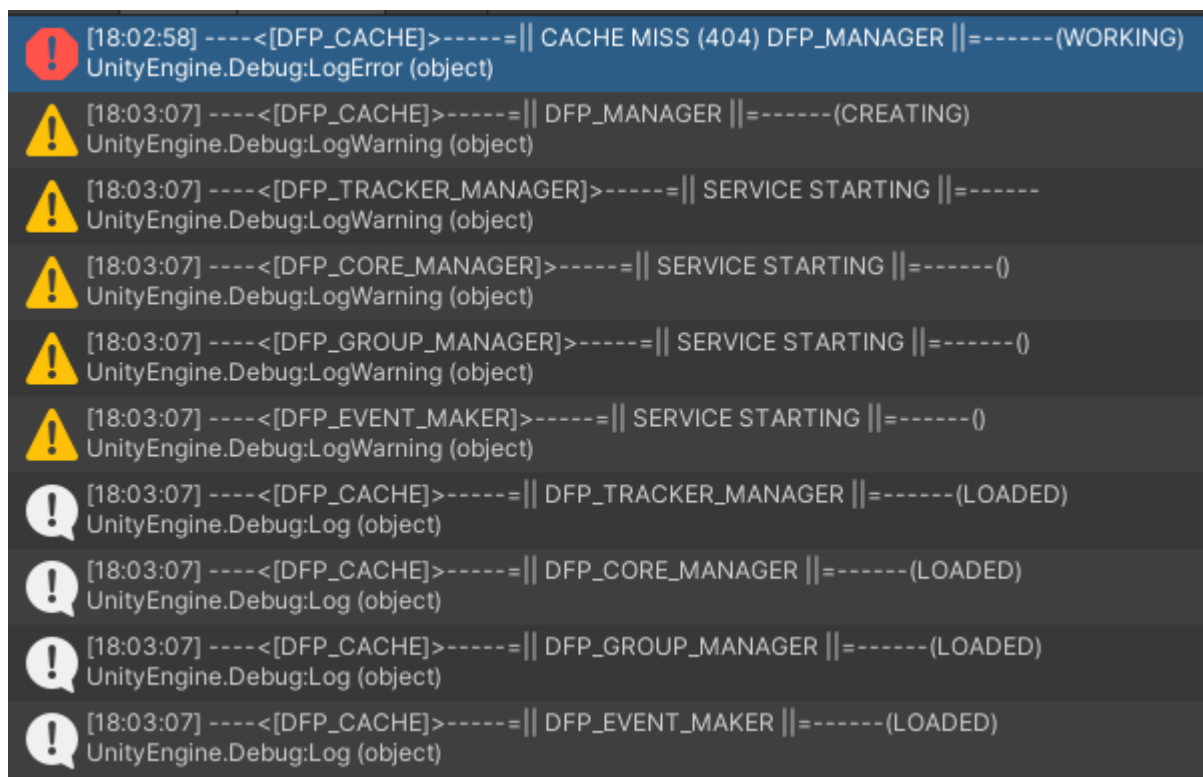 [18:02:58] ----<[DFP_CACHE]>-----=|| CACHE MISS (404) DFP_MANAGER ||=------(WORKING)
UnityEngine.Debug:LogError (object)
[18:03:07] ----<[DFP_CACHE]>-----=|| DFP_MANAGER ||=------(CREATING)
UnityEngine.Debug:LogWarning (object)
[18:03:07] ----<[DFP_TRACKER_MANAGER]>-----=|| SERVICE STARTING ||=------
UnityEngine.Debug:LogWarning (object)
[18:03:07] ----<[DFP_CORE_MANAGER]>-----=|| SERVICE STARTING ||=------()
UnityEngine.Debug:LogWarning (object)
[18:03:07] ----<[DFP_GROUP_MANAGER]>-----=|| SERVICE STARTING ||=------()
UnityEngine.Debug:LogWarning (object)
[18:03:07] ----<[DFP_EVENT_MAKER]>-----=|| SERVICE STARTING ||=------()
UnityEngine.Debug:LogWarning (object)
[18:03:07] ----<[DFP_CACHE]>-----=|| DFP_TRACKER_MANAGER ||=------(LOADED)
UnityEngine.Debug:Log (object)
[18:03:07] ----<[DFP_CACHE]>-----=|| DFP_CORE_MANAGER ||=------(LOADED)
UnityEngine.Debug:Log (object)
[18:03:07] ----<[DFP_CACHE]>-----=|| DFP_GROUP_MANAGER ||=------(LOADED)
UnityEngine.Debug:Log (object)
[18:03:07] ----<[DFP_CACHE]>-----=|| DFP_EVENT_MAKER ||=------(LOADED)
UnityEngine.Debug:Log (object)